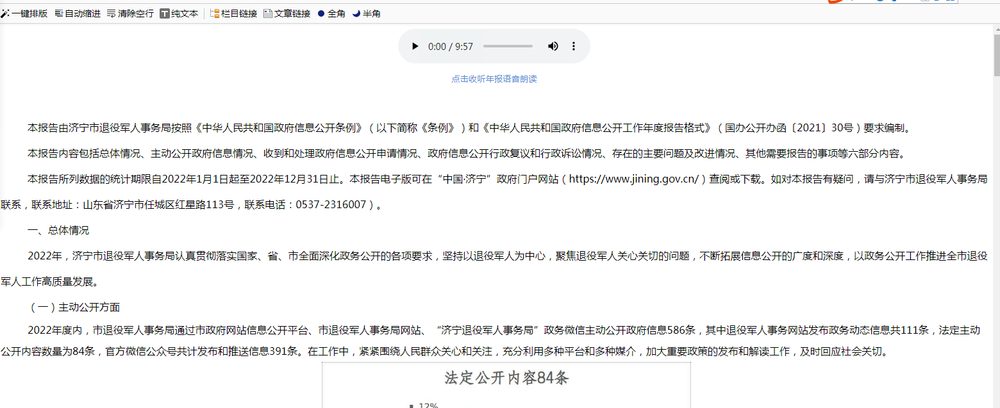 一键排版 自动缩进 清除空行 纯文本 栏目链接 文章链接 全角 半角
0:00 / 9:57
点击收听年报语音朗读
本报告由济宁市退役军人事务局按照《中华人民共和国政府信息公开条例》（以下简称《条例》）和《中华人民共和国政府信息公开工作年度报告格式》（国办公开办函〔2021〕30号）要求编制。
本报告内容包括总体情况、主动公开政府信息情况、收到和处理政府信息公开申请情况、政府信息公开行政复议和行政诉讼情况、存在的主要问题及改进情况、其他需要报告的事项等六部分内容。
本报告所列数据的统计期限自2022年1月1日起至2022年12月31日止。本报告电子版可在“中国·济宁”政府门户网站（https://www.jining.gov.cn/）查阅或下载。如对本报告有疑问，请与济宁市退役军人事务局
联系，联系地址：山东省济宁市任城区红星路113号，联系电话：0537-2316007）。
一、总体情况
2022年，济宁市退役军人事务局认真贯彻落实国家、省、市全面深化政务公开的各项要求，坚持以退役军人为中心，聚焦退役军人关心关切的问题，不断拓展信息公开的广度和深度，以政务公开工作推进全市退役
军人工作高质量发展。
（一）主动公开方面
2022年度内，市退役军人事务局通过市政府网站信息公开平台、市退役军人事务局网站、“济宁退役军人事务局”政务微信主动公开政府信息586条，其中退役军人事务网站发布政务动态信息共111条，法定主动
公开内容数量为84条，官方微信公众号共计发布和推送信息391条。在工作中，紧紧围绕人民群众关心和关注，充分利用多种平台和多种媒介，加大重要政策的发布和解读工作，及时回应社会关切。
法定公开内容84条
12%